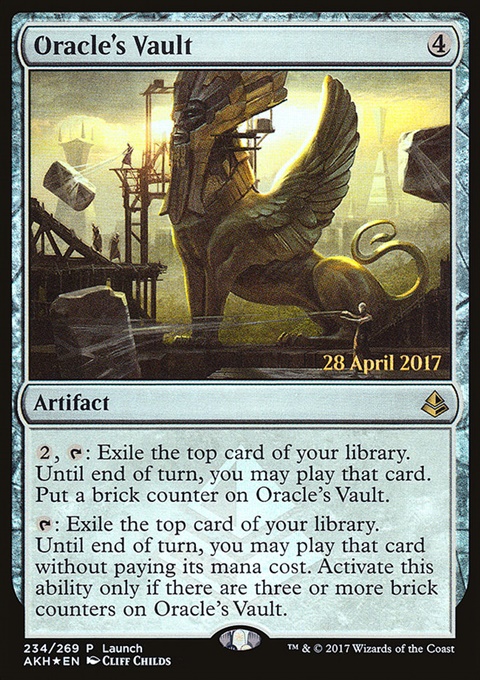 Oracle's Vault 4
28 April 2017
Artifact
2, T: Exile the top card of your library.
Until end of turn, you may play that card.
Put a brick counter on Oracle's Vault.
T: Exile the top card of your library.
Until end of turn, you may play that card
without paying its mana cost. Activate this
ability only if there are three or more brick
counters on Oracle's Vault.
234/269 P Launch
AKH★EN Cliff Childs
™ & © 2017 Wizards of the Coast